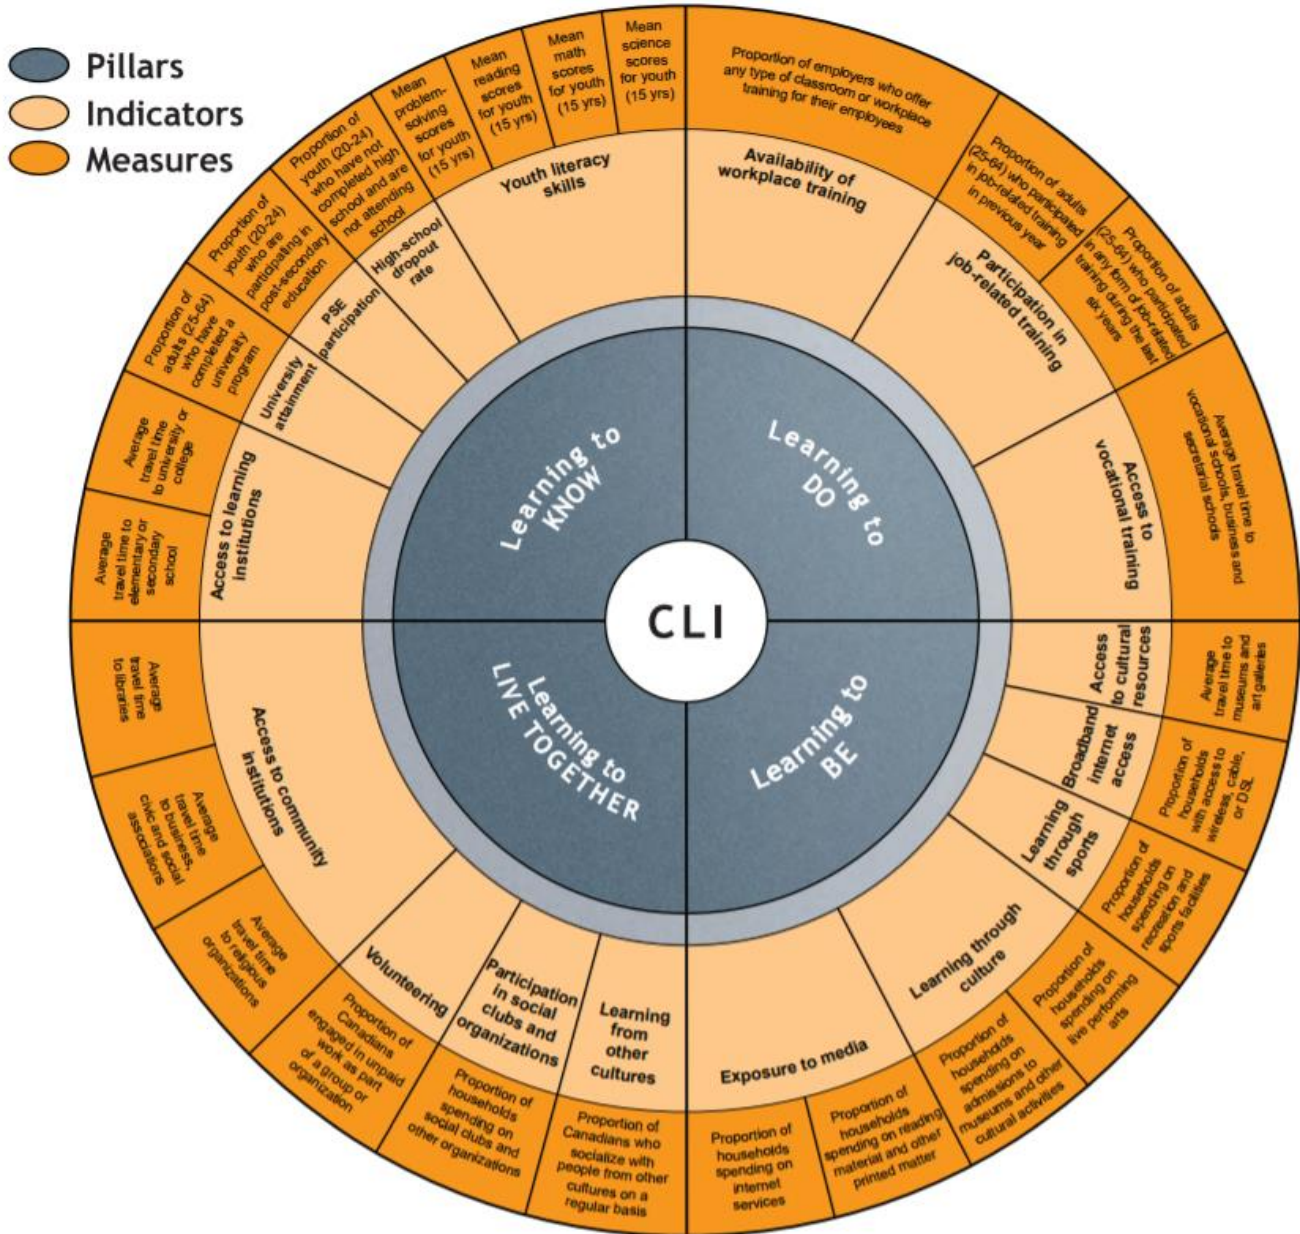 Pillars
Indicators
Measures
CLI
Learning to
KNOW
Learning to
DO
Learning to
LIVE TOGETHER
Learning to
BE
Youth literacy
skills
High-school
dropout
rate
PSE
participation
University
attainment
Access to learning
institutions
Mean
science
scores
for youth
(15 yrs)
Mean
math
scores
for youth
(15 yrs)
Mean
reading
scores
for youth
(15 yrs)
Mean
problem-
solving
scores
for youth
(15 yrs)
Proportion of
youth (20-24)
who have not
completed high
school and are
not attending
school
Proportion of
youth (20-24)
who are
participating in
post-secondary
education
Proportion of
adults (25-64)
who have
completed a
university
program
Average
travel time
to university or
college
Average
travel time to
elementary or
secondary
school
Availability of
workplace training
Participation in
job-related training
Access to
vocational training
Proportion of employers who offer
any type of classroom or workplace
training for their employees
Proportion of adults
(25-64) who participated
in job-related training
in previous year
Proportion of adults
(25-64) who participated
in any form of job-related
training during the last
six years
Average travel time to
vocational schools, business and
secretarial schools
Access
to cultural
resources
Broadband
internet
access
Learning
through
sports
Learning through
culture
Exposure to media
Average
travel time to
museums and
art galleries
Proportion of
households
with access to
wireless, cable,
or DSL
Proportion of
households
spending on
recreation and
sports facilities
Proportion of
households
spending on
live performing
arts
Proportion of
households
spending on
admissions to
museums and other
cultural activities
Proportion of
households
spending on reading
material and other
printed matter
Proportion of
households
spending on
internet
services
Access to community
institutions
Volunteering
Participation
in social
clubs and
organizations
Learning
from
other
cultures
Average
travel time
to libraries
Average
travel time
to business,
civic and social
associations
Average
travel time
to religious
organizations
Proportion of
Canadians
engaged in unpaid
work as part
of a group or
organization
Proportion of
households
spending on
social clubs and
other organizations
Proportion of
Canadians who
socialize with
people from other
cultures on a
regular basis